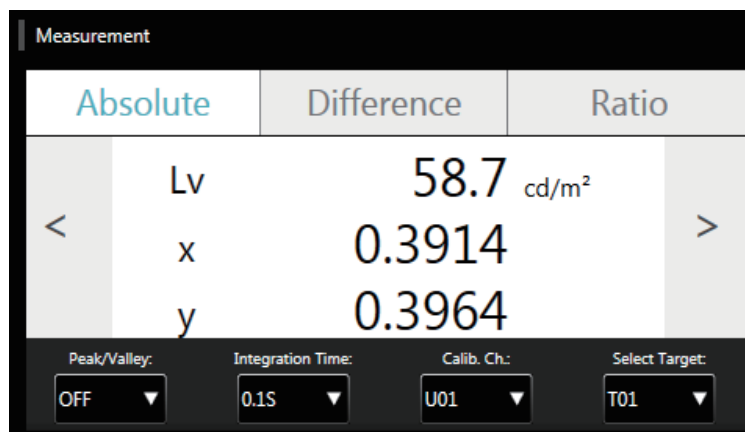 Measurement
Absolute Difference Ratio
Lv 58.7 cd/m²
< x 0.3914 >
y 0.3964
Peak/Valley: Integration Time: Calib. Ch.: Select Target:
OFF ▼ 0.1S ▼ U01 ▼ T01 ▼